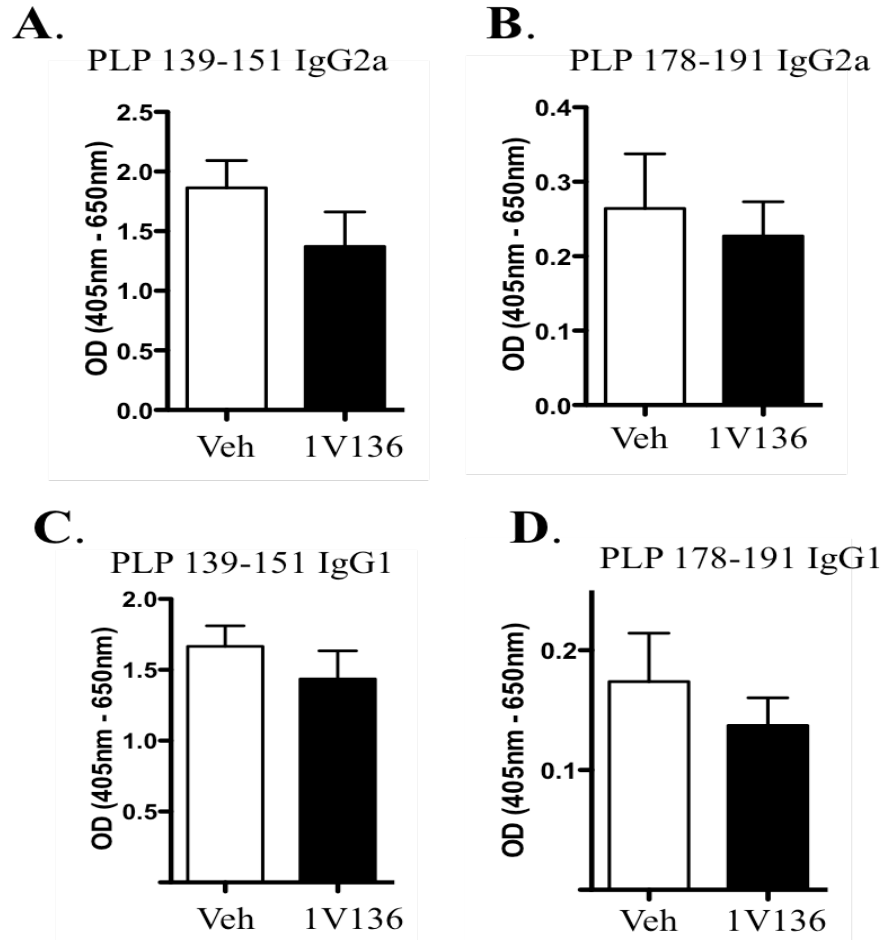 A.
PLP 139-151 IgG2a
OD (405nm - 650nm)
2.5
2.0
1.5
1.0
0.5
0.0
Veh 1V136
B.
PLP 178-191 IgG2a
OD (405nm - 650nm)
0.4
0.3
0.2
0.1
0.0
Veh 1V136
C.
PLP 139-151 IgG1
OD (405nm - 650nm)
2.0
1.5
1.0
0.5
Veh 1V136
D.
PLP 178-191 IgG1
OD (405nm - 650nm)
0.2
0.1
Veh 1V136